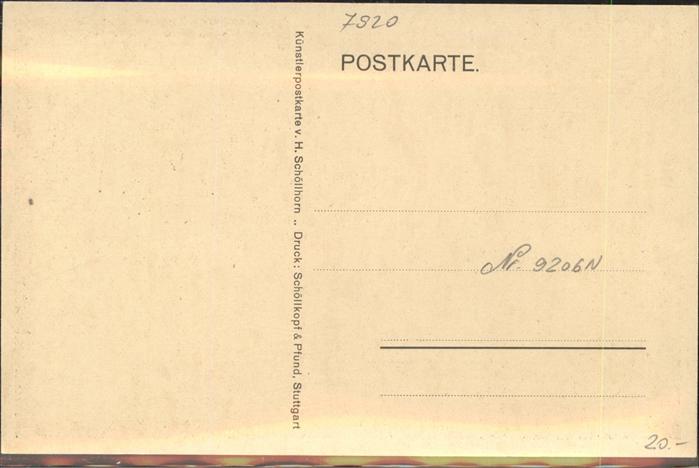 7920
POSTKARTE.
Künstlerpostkarte v. H. Schöllhorn .. Druck: Schöllkopf & Pfund, Stuttgart
Nr. 9206N
20.-